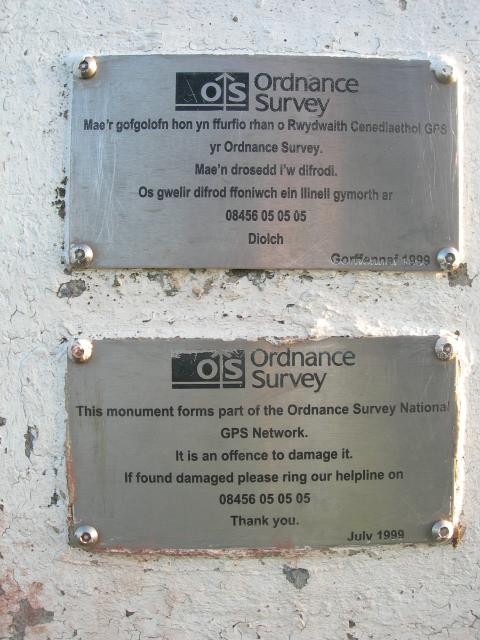 OS Ordnance
Survey
Mae'r gofgolofn hon yn ffurfio rhan o Rwydwaith Cenedlaethol GPS
yr Ordnance Survey.
Mae'n drosedd i'w difrodi.
Os gwelir difrod ffoniwch ein llinell gymorth ar
08456 05 05 05
Diolch
Gorffennaf 1999
OS Ordnance
Survey
This monument forms part of the Ordnance Survey National
GPS Network.
It is an offence to damage it.
If found damaged please ring our helpline on
08456 05 05 05
Thank you.
July 1999